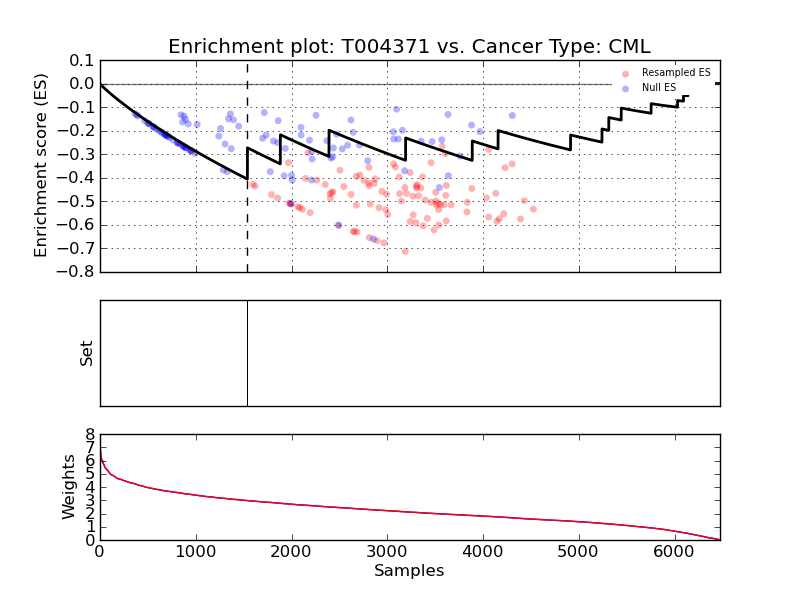 Enrichment plot: T004371 vs. Cancer Type: CML
0.1
0.0
−0.1
−0.2
−0.3
−0.4
−0.5
−0.6
−0.7
−0.8
Enrichment score (ES)
Resampled ES
Null ES
Set
8
7
6
5
4
3
2
1
0
Weights
0 1000 2000 3000 4000 5000 6000
Samples